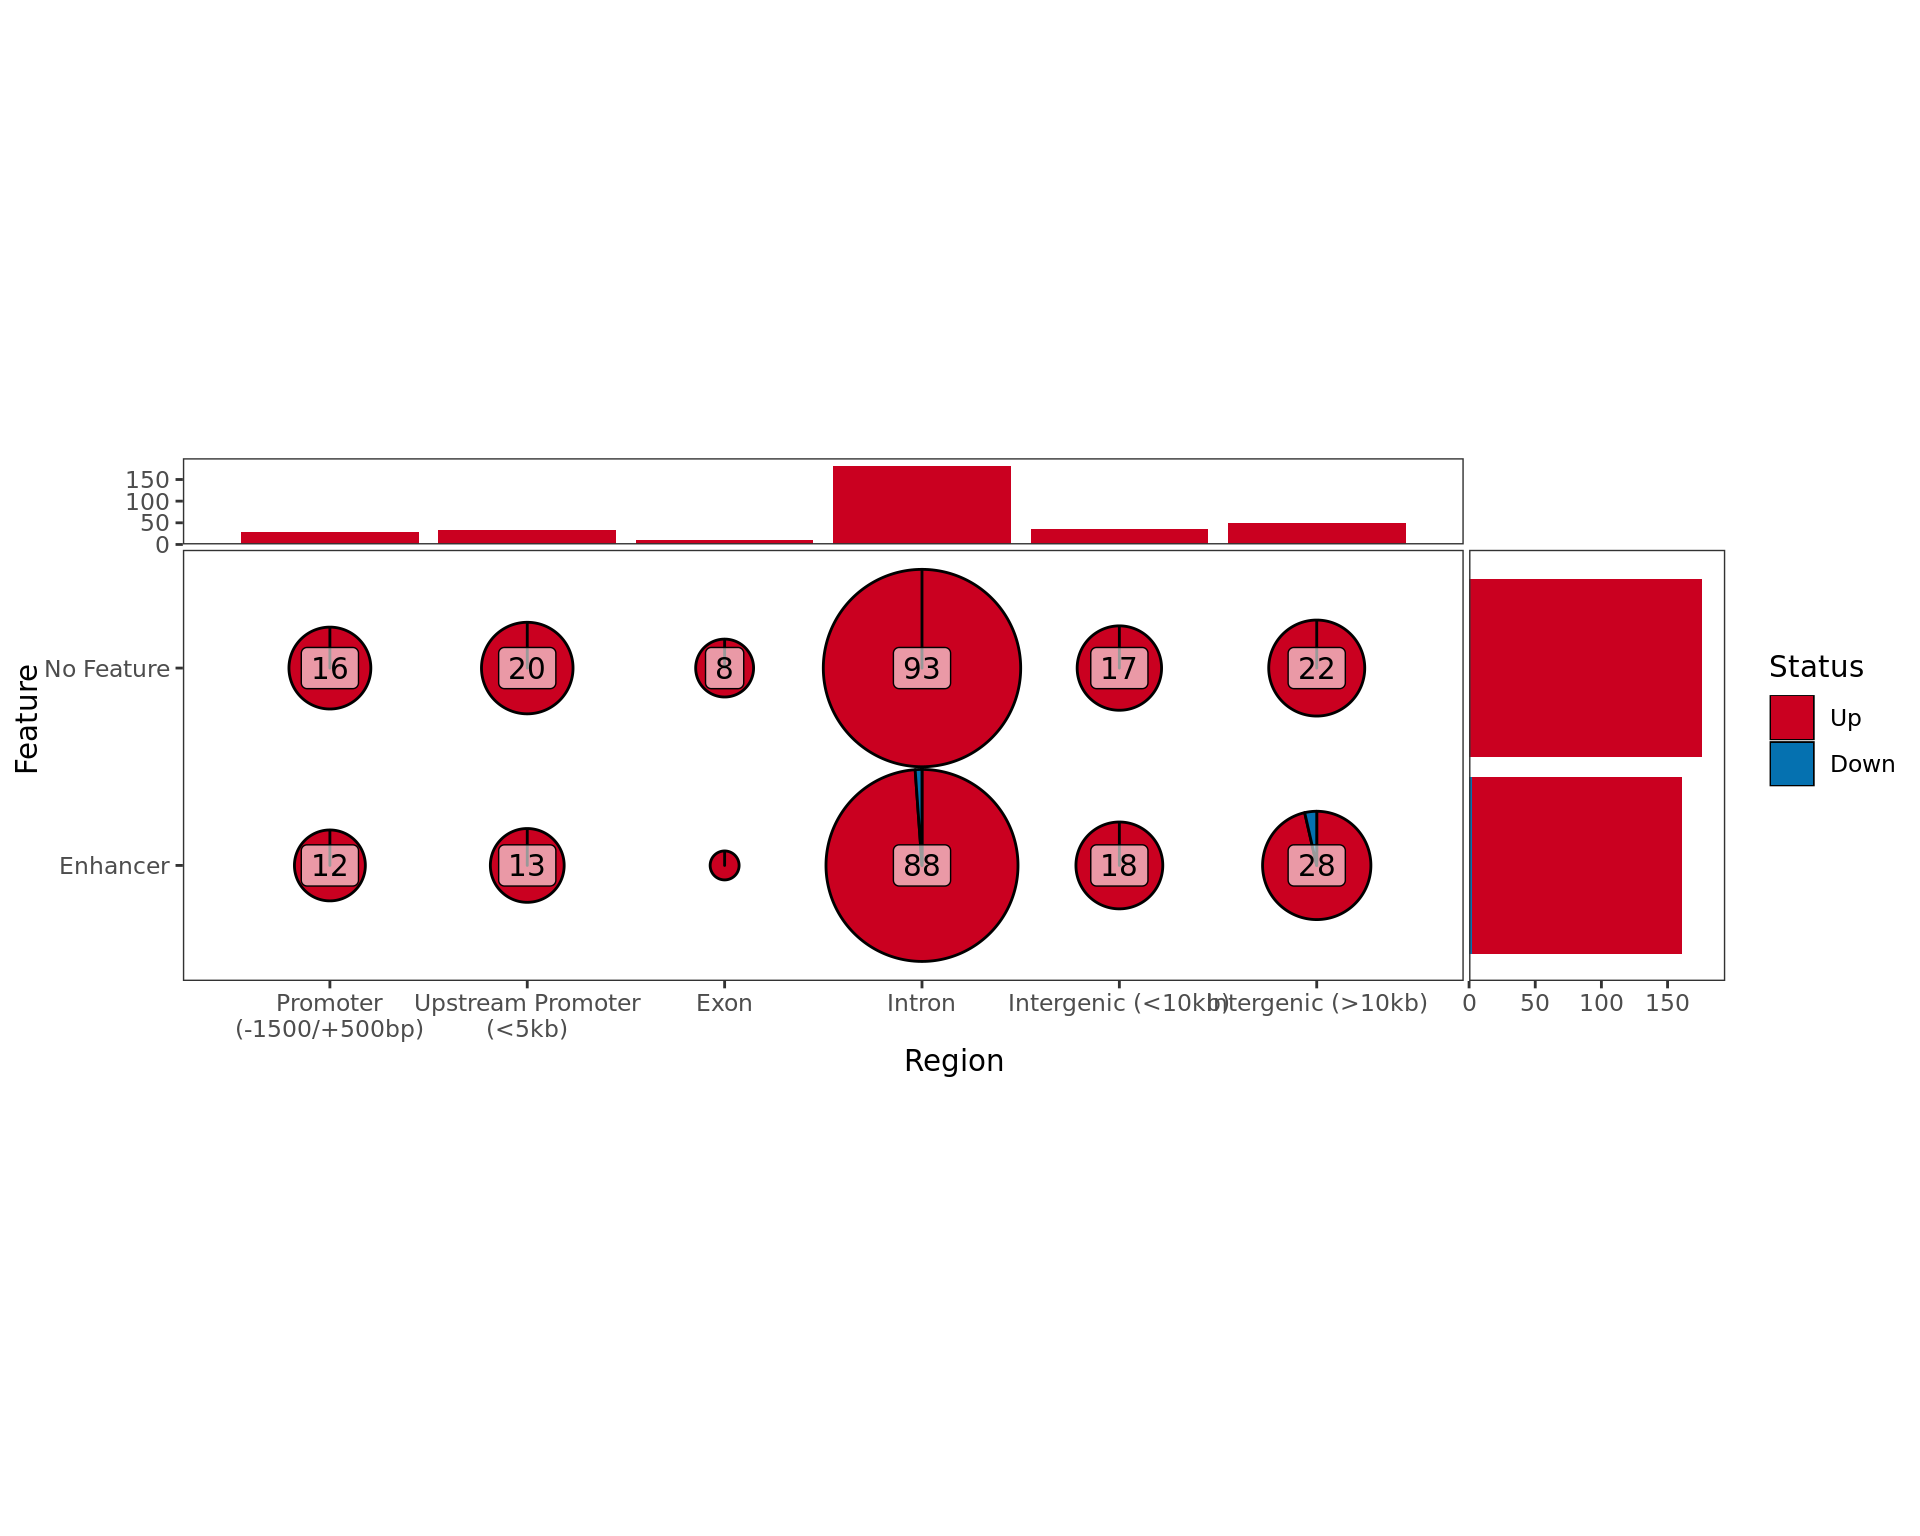 150
100
50
0
Feature
No Feature
16
20
8
93
17
22
Enhancer
12
13
88
18
28
Promoter
(-1500/+500bp)
Upstream Promoter
(<5kb)
Exon
Intron
Intergenic (<10kb)
Intergenic (>10kb)
0 50 100 150
Region
Status
Up
Down